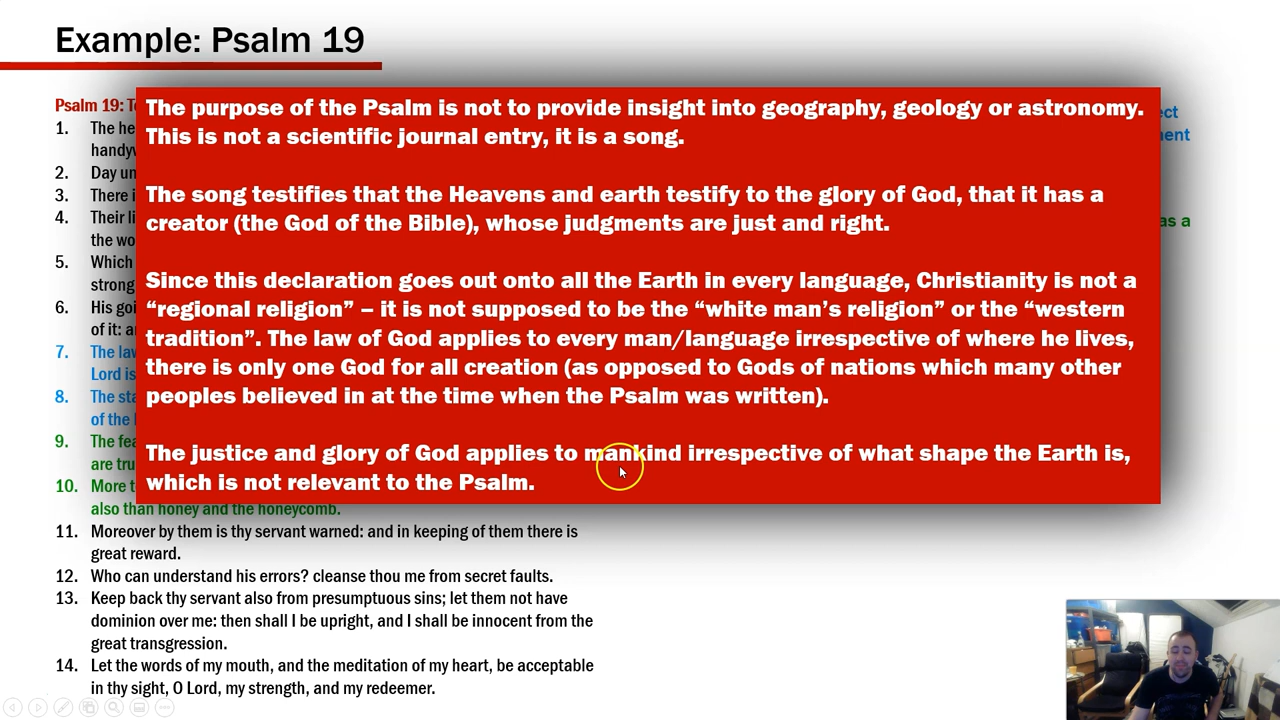 Example: Psalm 19
Psalm 19:
1. The
The purpose of the Psalm is not to provide insight into geography, geology or astronomy.
This is not a scientific journal entry, it is a song.
The song testifies that the Heavens and earth testify to the glory of God, that it has a
creator (the God of the Bible), whose judgments are just and right.
Since this declaration goes out onto all the Earth in every language, Christianity is not a
“regional religion” – it is not supposed to be the “white man’s religion” or the “western
tradition”. The law of God applies to every man/language irrespective of where he lives,
there is only one God for all creation (as opposed to Gods of nations which many other
peoples believed in at the time when the Psalm was written).
The justice and glory of God applies to mankind irrespective of what shape the Earth is,
which is not relevant to the Psalm.
2. Day
3. There
4. Their
the
5. Which
strong
6. His
of it:
7. The
Lord is
8. The
of the
9. The
are
10. More
also than honey and the honeycomb.
11. Moreover by them is thy servant warned: and in keeping of them there is
great reward.
12. Who can understand his errors? cleanse thou me from secret faults.
13. Keep back thy servant also from presumptuous sins; let them not have
dominion over me: then shall I be upright, and I shall be innocent from the
great transgression.
14. Let the words of my mouth, and the meditation of my heart, be acceptable
in thy sight, O Lord, my strength, and my redeemer.
as a